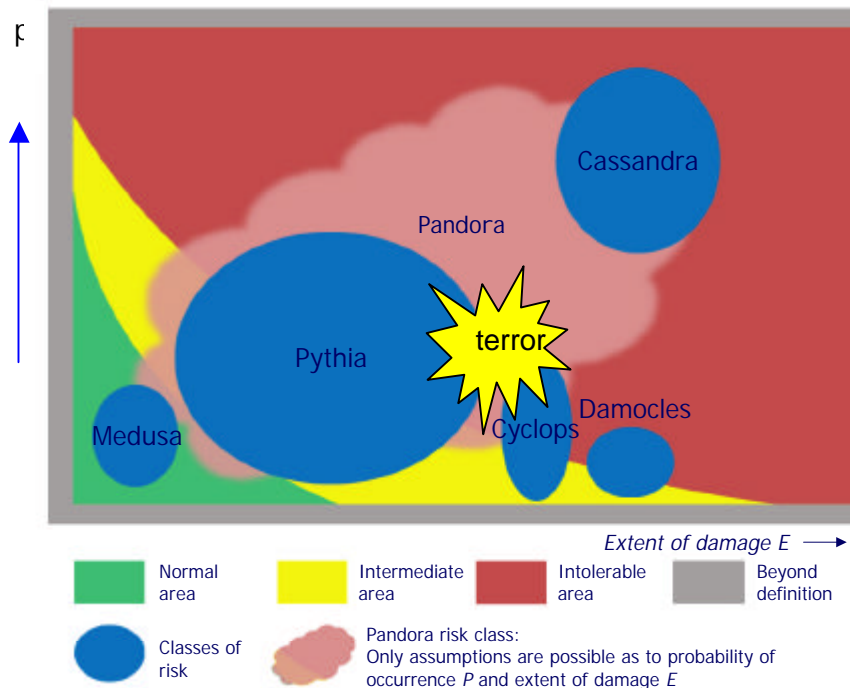 p
Cassandra
Pandora
terror
Pythia
Damocles
Medusa
Cyclops
Extent of damage E
Normal
area
Intermediate
area
Intolerable
area
Beyond
definition
Classes of
risk
Pandora risk class:
Only assumptions are possible as to probability of
occurrence P and extent of damage E